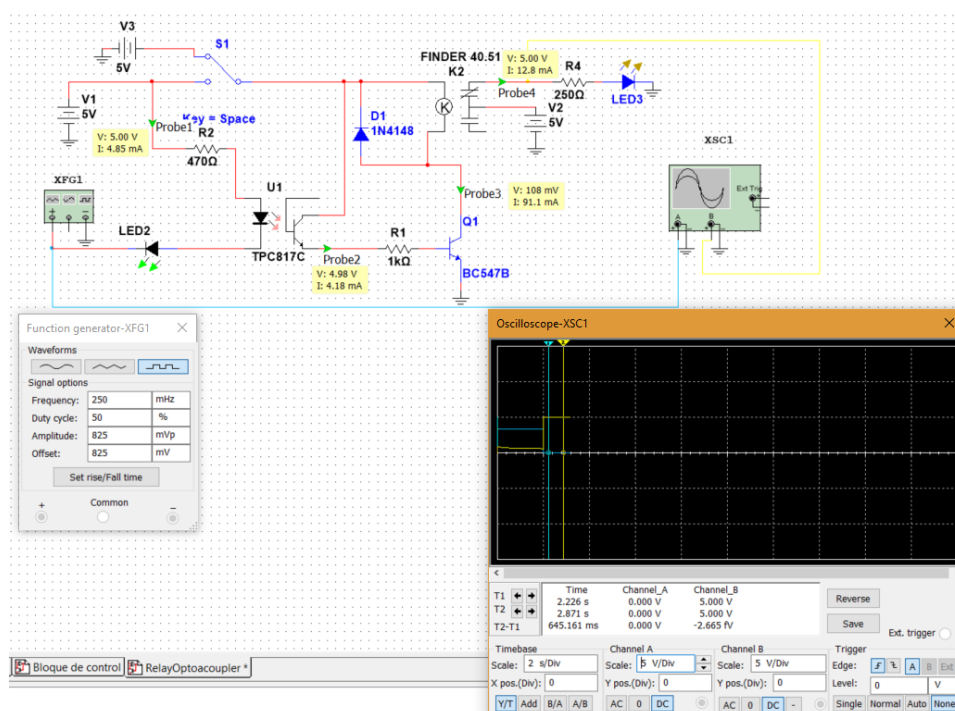 V3
5V
S1
V1
5V
Key = Space
V: 5.00 V
I: 4.85 mA
Probe1
R2
470Ω
XFG1
LED2
U1
TPC817C
Probe2
V: 4.98 V
I: 4.18 mA
R1
1kΩ
D1
1N4148
FINDER 40.51
K2
K
V: 5.00 V
I: 12.8 mA
Probe4
R4
250Ω
LED3
V2
5V
Probe3
V: 108 mV
I: 91.1 mA
Q1
BC547B
XSC1
Ext Trig
A
B
Function generator-XFG1
Waveforms
Signal options
Frequency: 250 mHz
Duty cycle: 50 %
Amplitude: 825 mVp
Offset: 825 mV
Set rise/Fall time
+ Common −
Oscilloscope-XSC1
Time Channel_A Channel_B
T1 2.226 s 0.000 V 5.000 V
T2 2.871 s 0.000 V 5.000 V
T2-T1 645.161 ms 0.000 V -2.665 fV
Reverse
Save
Ext. trigger
Timebase
Scale: 2 s/Div
X pos.(Div): 0
Y/T Add B/A A/B
Channel A
Scale: 5 V/Div
Y pos.(Div): 0
AC 0 DC
Channel B
Scale: 5 V/Div
Y pos.(Div): 0
AC 0 DC -
Trigger
Edge: A B Ext
Level: 0 V
Single Normal Auto None
Bloque de control
RelayOptoacoupler *